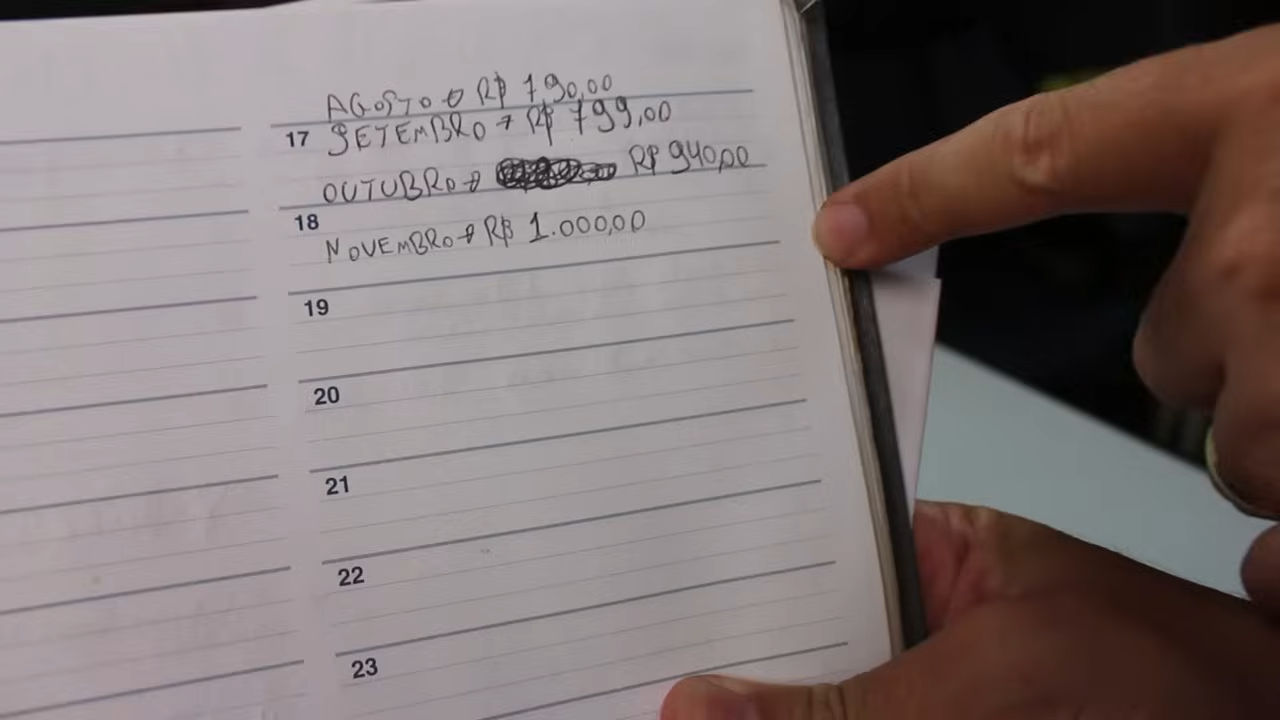 AGOSTO → R$ 790,00
17 SETEMBRO → R$ 799,00
OUTUBRO → R$ 940,00
18
NOVEMBRO → R$ 1.000,00
19
20
21
22
23